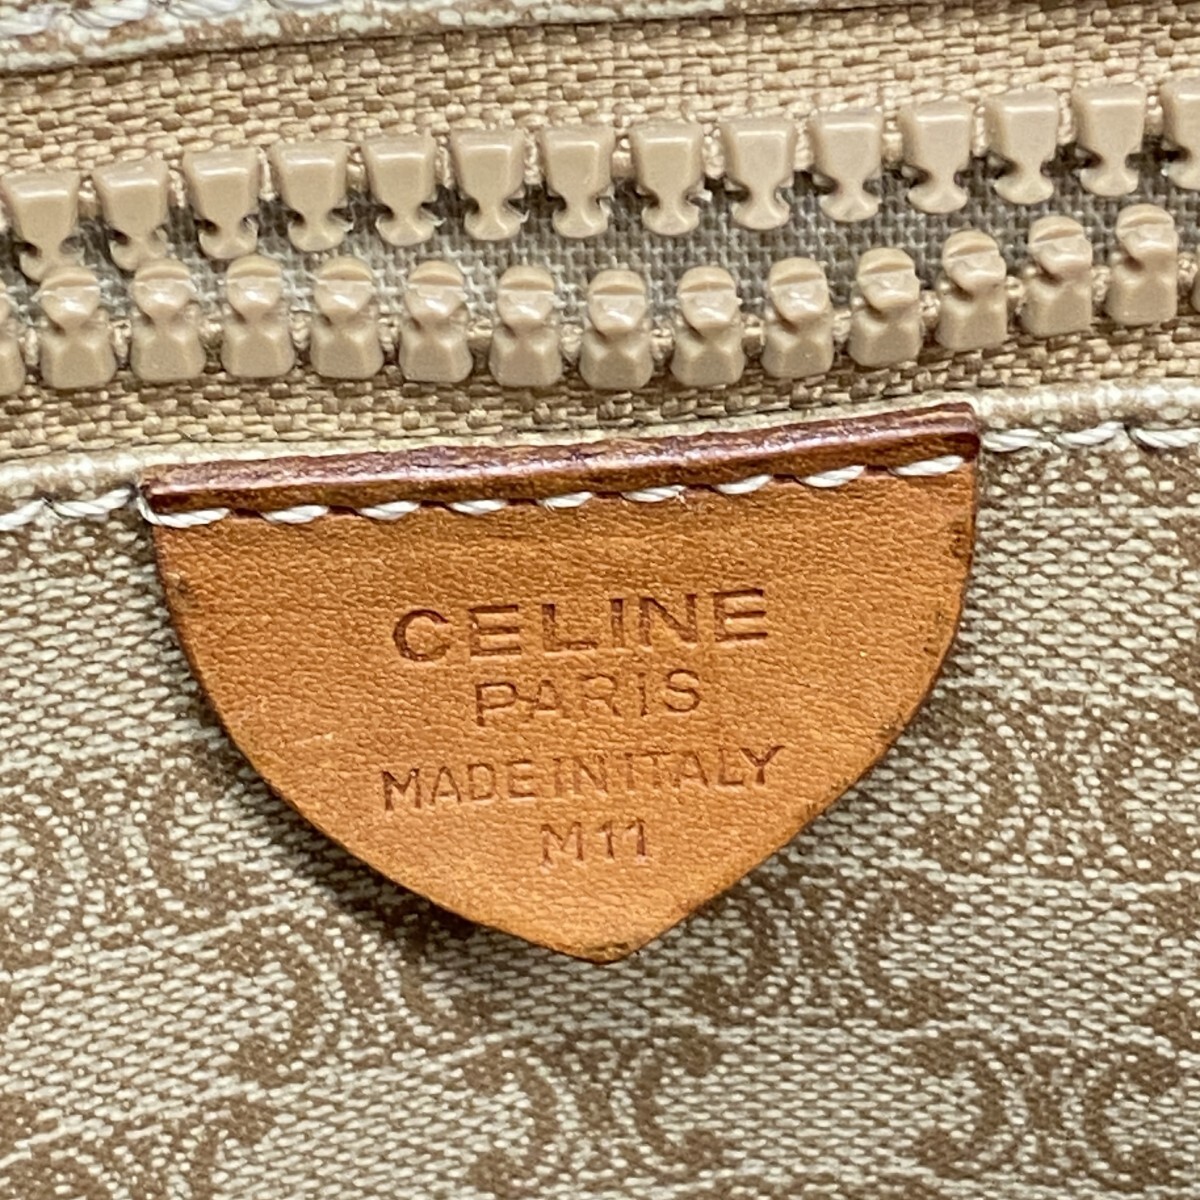 CELINE
PARIS
MADE IN ITALY
M11